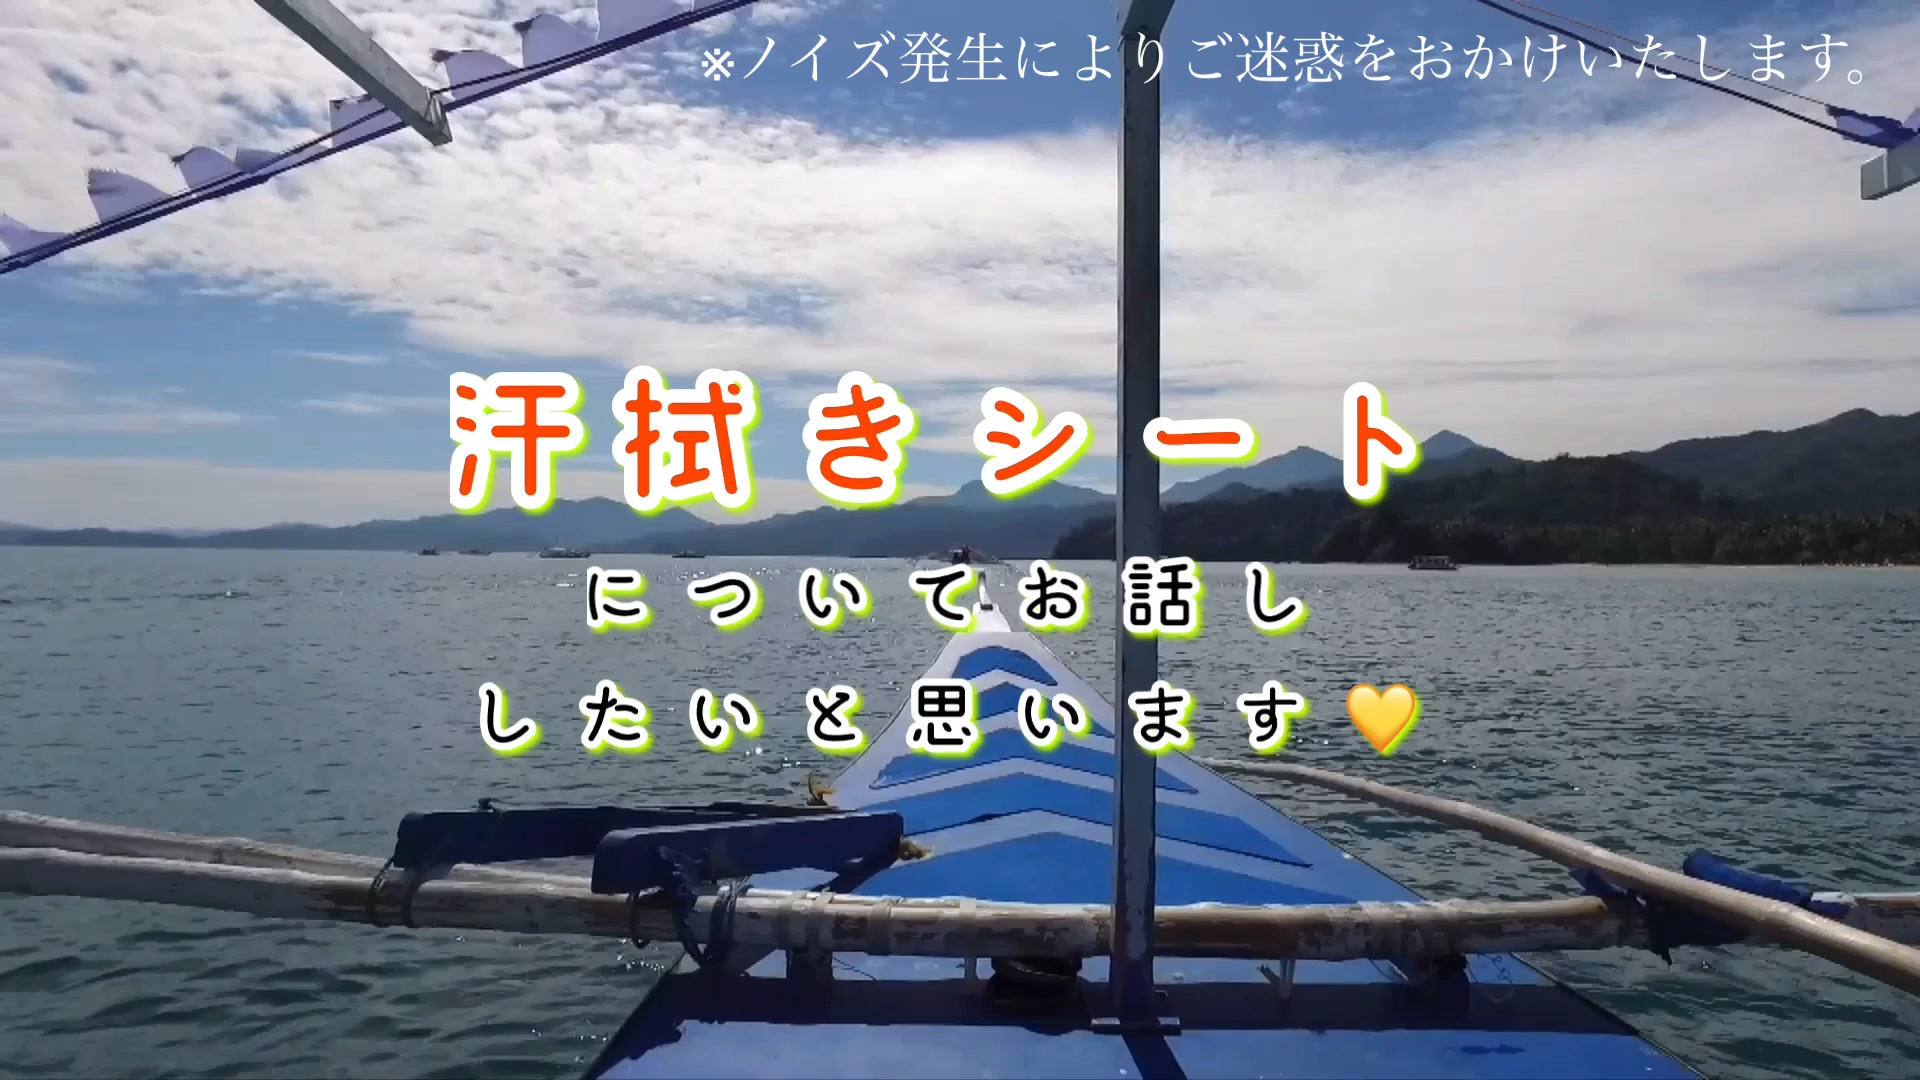 ※ノイズ発生によりご迷惑をおかけいたします。
汗拭きシート
についてお話し
したいと思います💛